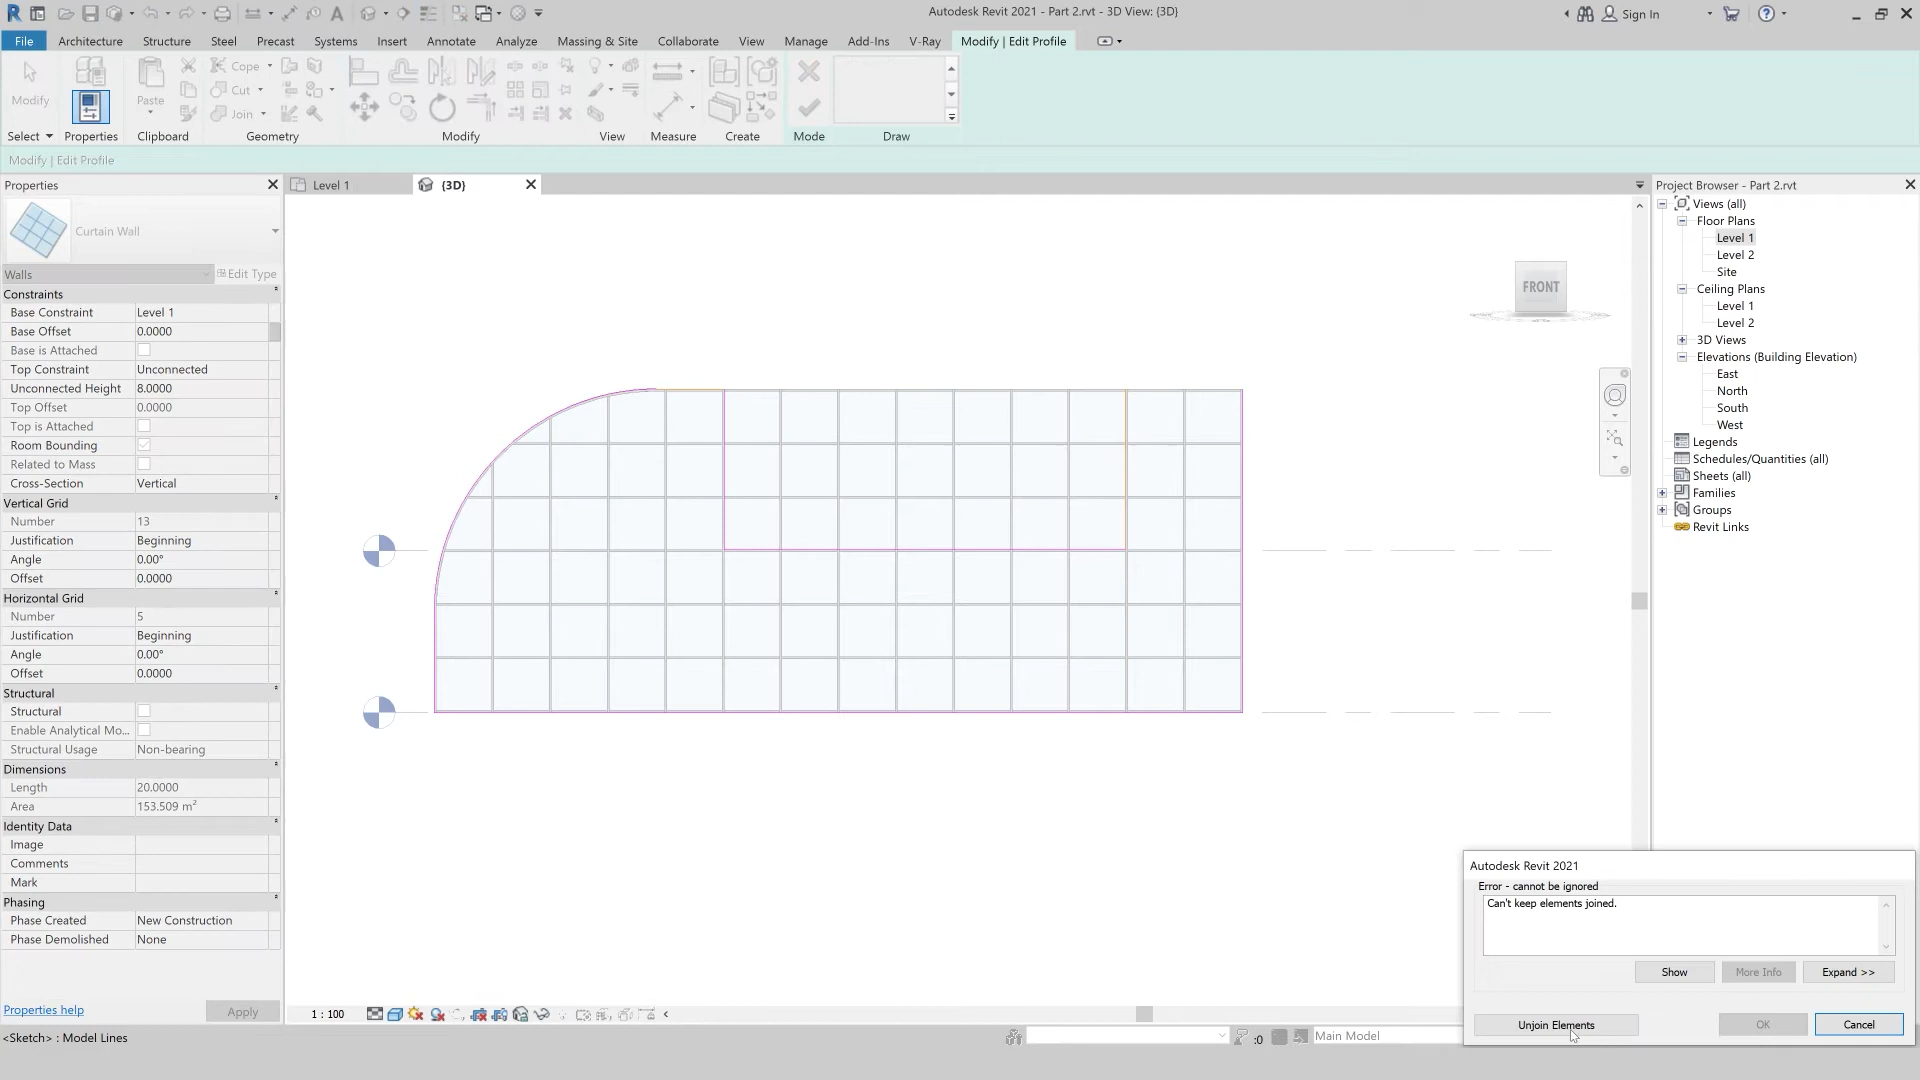 Autodesk Revit 2021 - Part 2.rvt - 3D View: {3D}
Sign In
File
Architecture
Structure
Steel
Precast
Systems
Insert
Annotate
Analyze
Massing & Site
Collaborate
View
Manage
Add-Ins
V-Ray
Modify | Edit Profile
Modify
Paste
Cope
Cut
Join
Select
Properties
Clipboard
Geometry
Modify
View
Measure
Create
Mode
Draw
Modify | Edit Profile
Properties
Curtain Wall
Walls
Edit Type
Constraints
Base Constraint Level 1
Base Offset 0.0000
Base is Attached
Top Constraint Unconnected
Unconnected Height 8.0000
Top Offset 0.0000
Top is Attached
Room Bounding
Related to Mass
Cross-Section Vertical
Vertical Grid
Number 13
Justification Beginning
Angle 0.00°
Offset 0.0000
Horizontal Grid
Number 5
Justification Beginning
Angle 0.00°
Offset 0.0000
Structural
Structural
Enable Analytical Mo...
Structural Usage Non-bearing
Dimensions
Length 20.0000
Area 153.509 m²
Identity Data
Image
Comments
Mark
Phasing
Phase Created New Construction
Phase Demolished None
Properties help
Apply
Level 1
{3D}
FRONT
1 : 100
Project Browser - Part 2.rvt
Views (all)
Floor Plans
Level 1
Level 2
Site
Ceiling Plans
Level 1
Level 2
3D Views
Elevations (Building Elevation)
East
North
South
West
Legends
Schedules/Quantities (all)
Sheets (all)
Families
Groups
Revit Links
Autodesk Revit 2021
Error - cannot be ignored
Can't keep elements joined.
Show
More Info
Expand >>
Unjoin Elements
OK
Cancel
<Sketch> : Model Lines
:0
Main Model